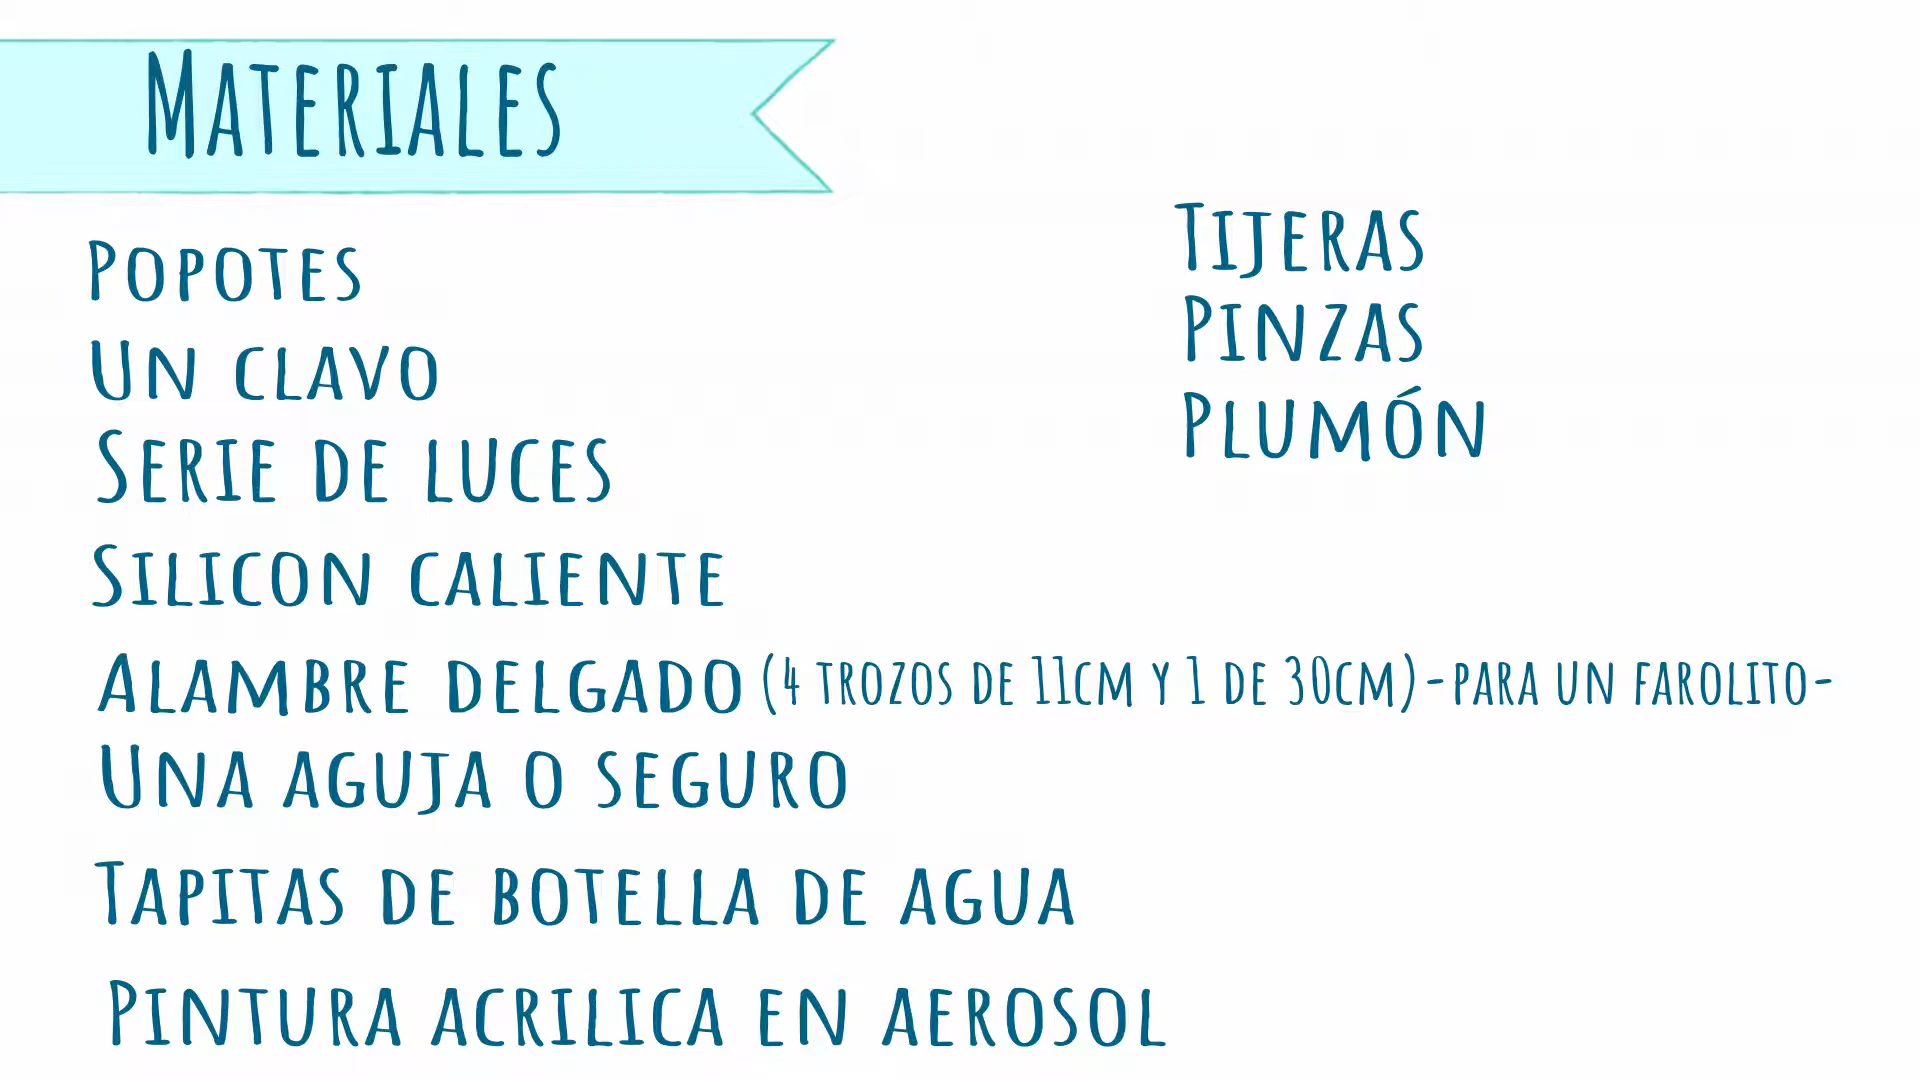 Materiales
Popotes
Un clavo
Serie de luces
Silicon caliente
Alambre delgado (4 trozos de 11cm y 1 de 30cm)-para un farolito-
Una aguja o seguro
Tapitas de botella de agua
Pintura acrilica en aerosol
Tijeras
Pinzas
Plumón